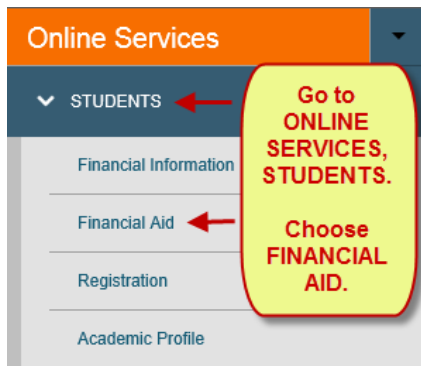 Online Services
STUDENTS
Financial Information
Financial Aid
Registration
Academic Profile
Go to
ONLINE
SERVICES,
STUDENTS.
Choose
FINANCIAL
AID.